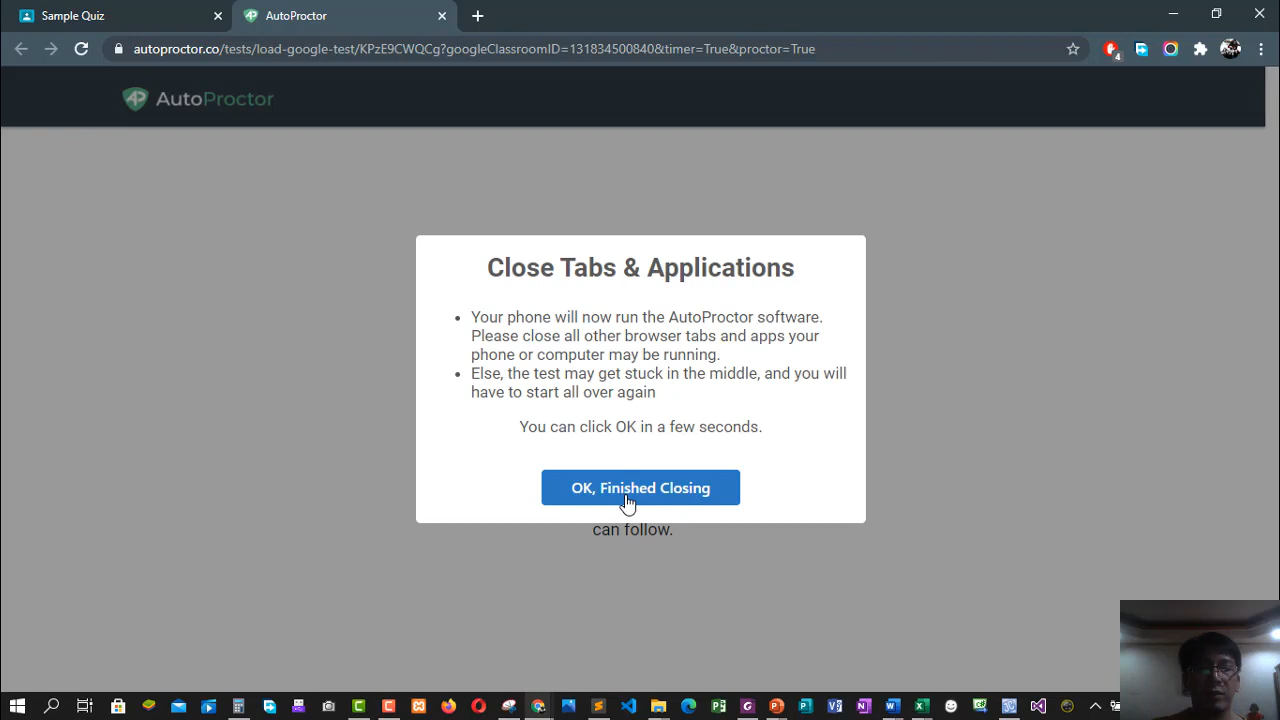 Sample Quiz
AutoProctor
autoproctor.co/tests/load-google-test/KPzE9CWQCg?googleClassroomID=131834500840&timer=True&proctor=True
4
AP AutoProctor
Close Tabs & Applications
• Your phone will now run the AutoProctor software.
Please close all other browser tabs and apps your
phone or computer may be running.
• Else, the test may get stuck in the middle, and you will
have to start all over again
You can click OK in a few seconds.
OK, Finished Closing
can follow.